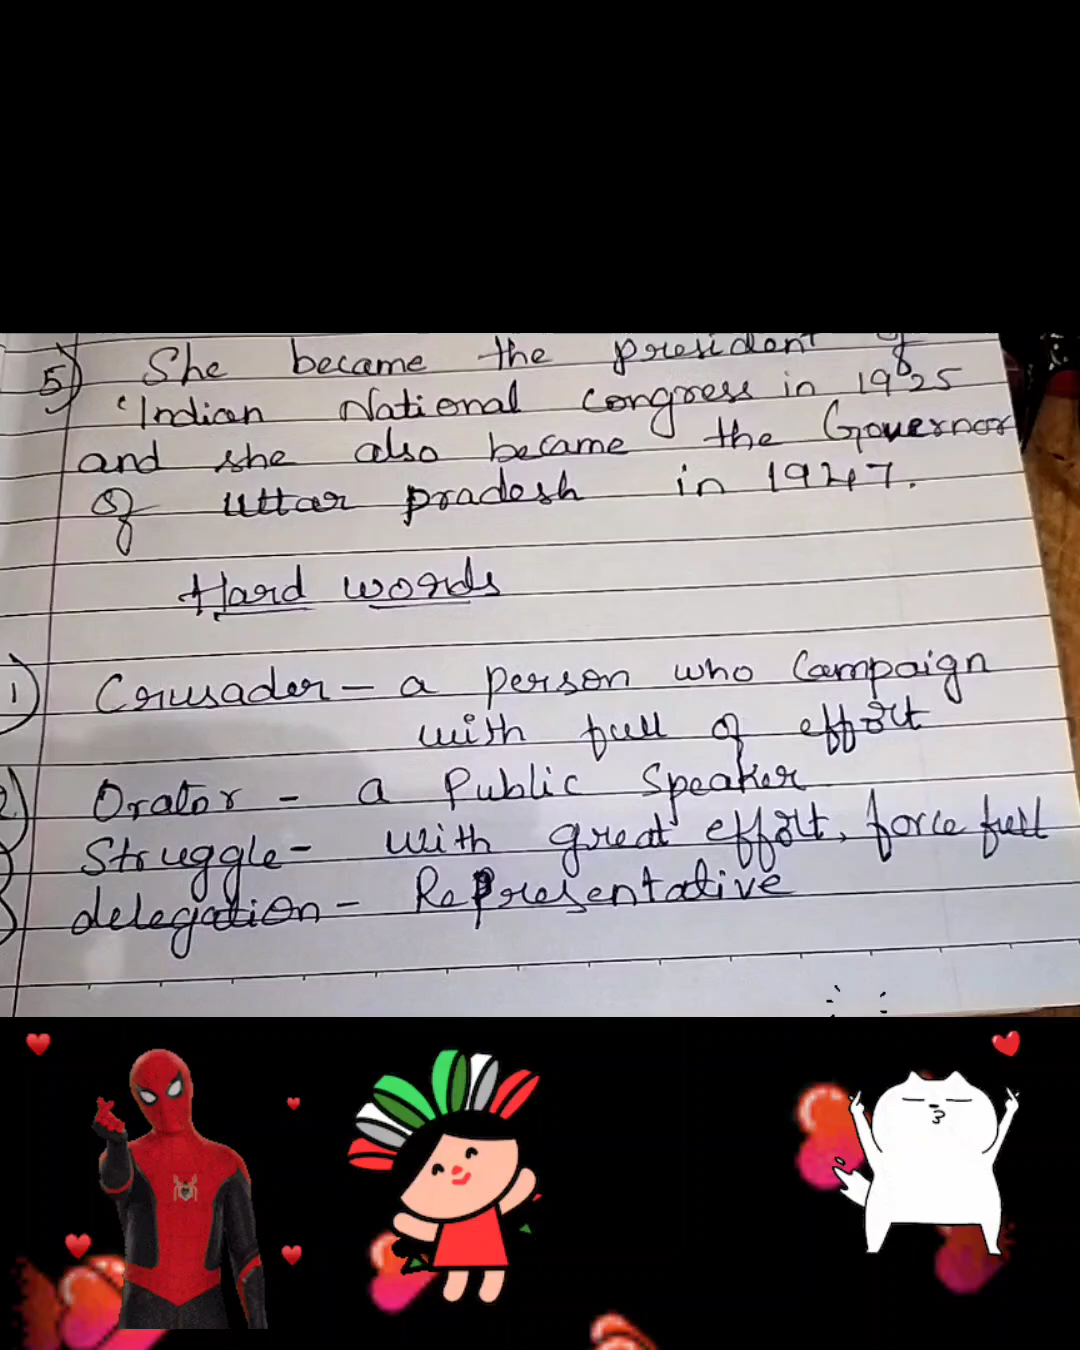 5) She became the president of
'Indian National Congress in 1925
and she also became the Governor
of Uttar pradesh in 1947.
Hard words
1) Crusader - a person who Campaign
with full of effort
2) Orator - a Public Speaker
Struggle - with great effort, force full
delegation - Representative